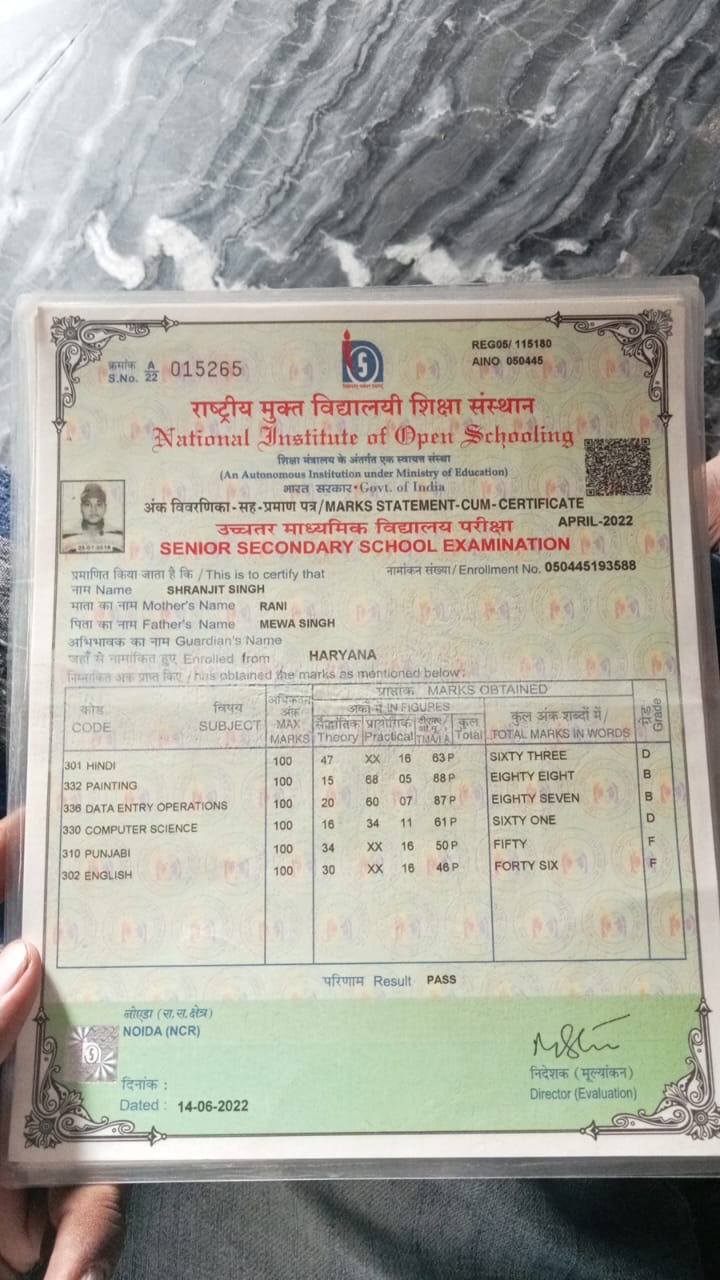 REG05/ 115180
क्रमांक A 015265
S.No. 22
AINO 050445
राष्ट्रीय मुक्त विद्यालयी शिक्षा संस्थान
National Institute of Open Schooling
शिक्षा मंत्रालय के अंतर्गत एक स्वायत्त संस्था
(An Autonomous Institution under Ministry of Education)
भारत सरकार • Govt. of India
अंक विवरणिका - सह - प्रमाण पत्र / MARKS STATEMENT-CUM-CERTIFICATE
उच्चतर माध्यमिक विद्यालय परीक्षा APRIL-2022
SENIOR SECONDARY SCHOOL EXAMINATION
प्रमाणित किया जाता है कि / This is to certify that नामांकन संख्या / Enrollment No. 050445193588
नाम Name SHRANJIT SINGH
माता का नाम Mother's Name RANI
पिता का नाम Father's Name MEWA SINGH
अभिभावक का नाम Guardian's Name
जहाँ से नामांकित हुए Enrolled from HARYANA
निम्नांकित अंक प्राप्त किए / has obtained the marks as mentioned below :
प्राप्तांक MARKS OBTAINED
कोड विषय अधिकतम अंक अंकों में IN FIGURES कुल अंक शब्दों में / ग्रेड Grade
CODE SUBJECT MAX MARKS सैद्धांतिक Theory प्रायोगिक Practical TMA/I.A कुल Total TOTAL MARKS IN WORDS
301 HINDI 100 47 XX 16 63 P SIXTY THREE D
332 PAINTING 100 15 68 05 88 P EIGHTY EIGHT B
336 DATA ENTRY OPERATIONS 100 20 60 07 87 P EIGHTY SEVEN B
330 COMPUTER SCIENCE 100 16 34 11 61 P SIXTY ONE D
310 PUNJABI 100 34 XX 16 50 P FIFTY F
302 ENGLISH 100 30 XX 16 46 P FORTY SIX F
परिणाम Result PASS
नोएडा (रा.रा.क्षेत्र)
NOIDA (NCR)
निदेशक (मूल्यांकन)
दिनांक :
Director (Evaluation)
Dated : 14-06-2022